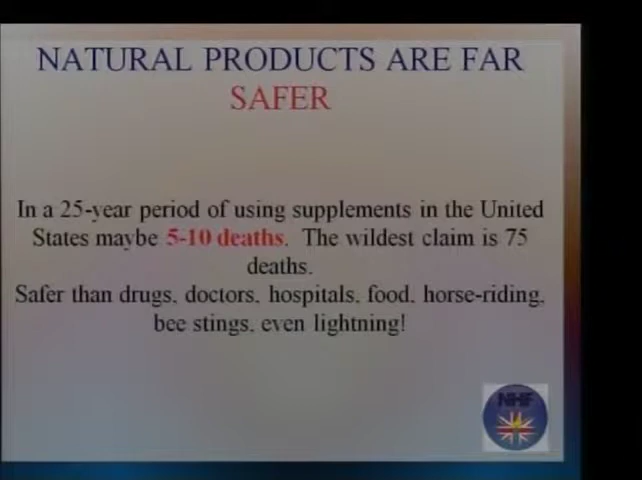 NATURAL PRODUCTS ARE FAR
SAFER
In a 25-year period of using supplements in the United
States maybe 5-10 deaths. The wildest claim is 75
deaths.
Safer than drugs, doctors, hospitals, food, horse-riding,
bee stings, even lightning!
NHF